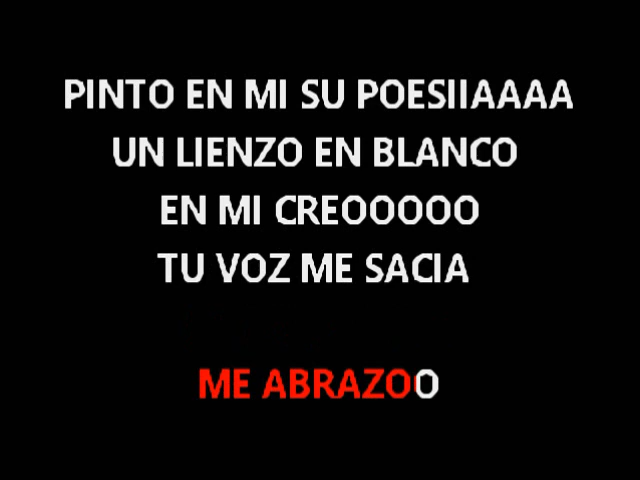 PINTO EN MI SU POESIIAAAA
UN LIENZO EN BLANCO
EN MI CREOOOOO
TU VOZ ME SACIA
ME ABRAZOO